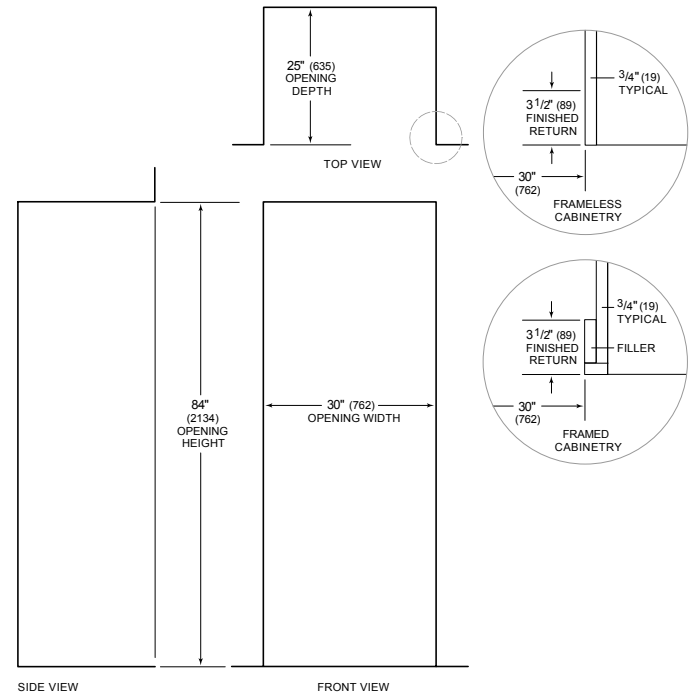 25" (635)
OPENING
DEPTH
TOP VIEW
3/4" (19)
TYPICAL
3 1/2" (89)
FINISHED
RETURN
30"
(762)
FRAMELESS
CABINETRY
3/4" (19)
TYPICAL
3 1/2" (89)
FINISHED
RETURN
FILLER
30"
(762)
FRAMED
CABINETRY
84"
(2134)
OPENING
HEIGHT
30" (762)
OPENING WIDTH
SIDE VIEW
FRONT VIEW